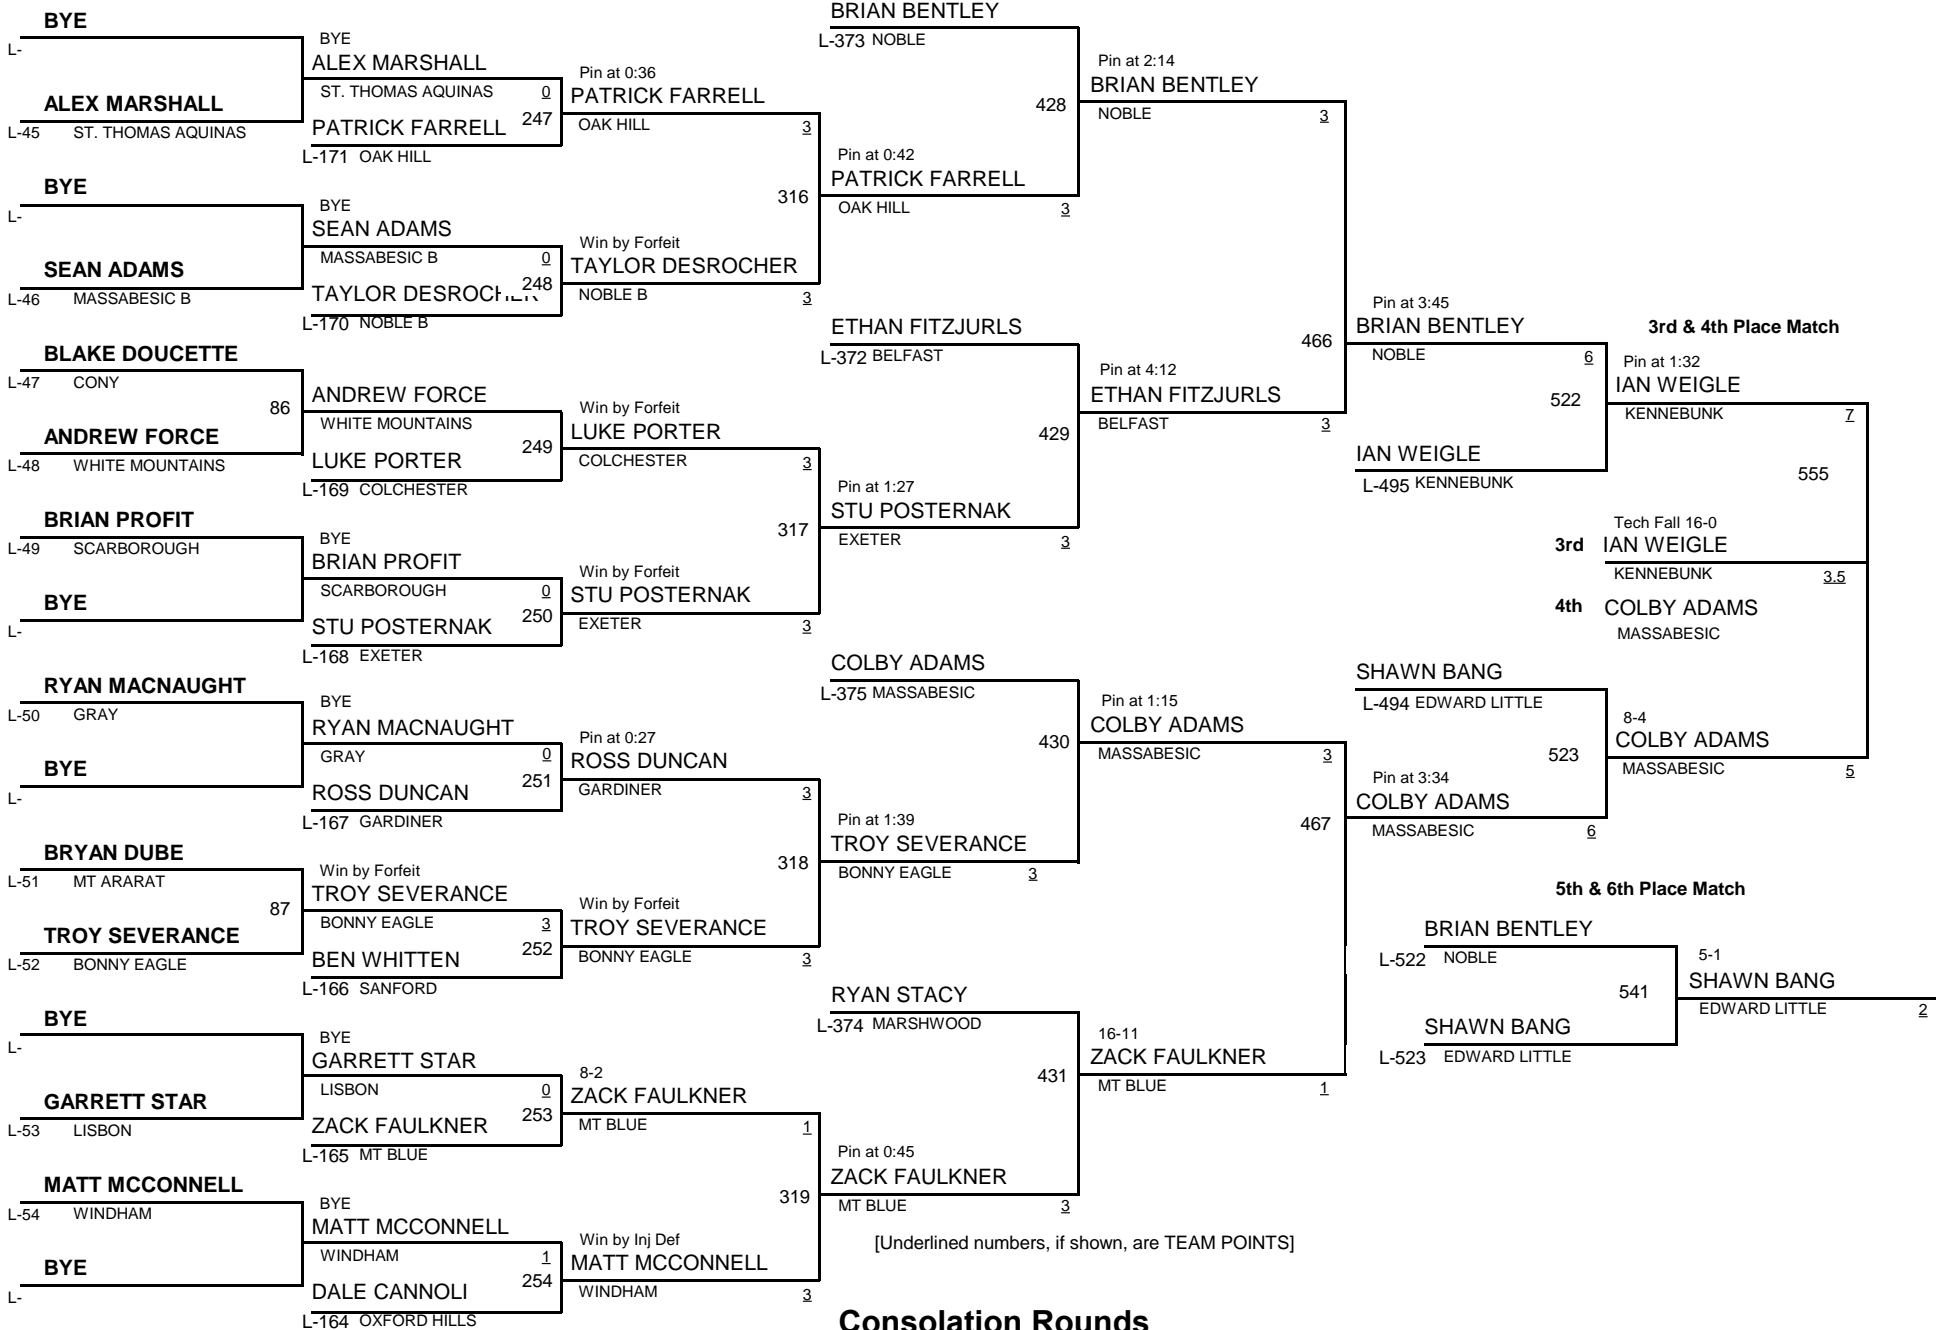 BYE
L-
ALEX MARSHALL
L-45 ST. THOMAS AQUINAS
BYE
L-
SEAN ADAMS
L-46 MASSABESIC B
BLAKE DOUCETTE
L-47 CONY
86
ANDREW FORCE
L-48 WHITE MOUNTAINS
BRIAN PROFIT
L-49 SCARBOROUGH
BYE
L-
RYAN MACNAUGHT
L-50 GRAY
BYE
L-
BRYAN DUBE
L-51 MT ARARAT
87
TROY SEVERANCE
L-52 BONNY EAGLE
BYE
L-
GARRETT STAR
L-53 LISBON
MATT MCCONNELL
L-54 WINDHAM
BYE
L-
BYE
ALEX MARSHALL
ST. THOMAS AQUINAS 0
247
PATRICK FARRELL
L-171 OAK HILL
BYE
SEAN ADAMS
MASSABESIC B 0
248
TAYLOR DESROCHER
L-170 NOBLE B
ANDREW FORCE
WHITE MOUNTAINS
249
LUKE PORTER
L-169 COLCHESTER
BYE
BRIAN PROFIT
SCARBOROUGH 0
250
STU POSTERNAK
L-168 EXETER
BYE
RYAN MACNAUGHT
GRAY 0
251
ROSS DUNCAN
L-167 GARDINER
Win by Forfeit
TROY SEVERANCE
BONNY EAGLE 3
252
BEN WHITTEN
L-166 SANFORD
BYE
GARRETT STAR
LISBON 0
253
ZACK FAULKNER
L-165 MT BLUE
BYE
MATT MCCONNELL
WINDHAM 1
254
DALE CANNOLI
L-164 OXFORD HILLS
Pin at 0:36
PATRICK FARRELL
OAK HILL 3
316
Win by Forfeit
TAYLOR DESROCHER
NOBLE B 3
Win by Forfeit
LUKE PORTER
COLCHESTER 3
317
Win by Forfeit
STU POSTERNAK
EXETER 3
Pin at 0:27
ROSS DUNCAN
GARDINER 3
318
Win by Forfeit
TROY SEVERANCE
BONNY EAGLE 3
8-2
ZACK FAULKNER
MT BLUE 1
319
Win by Inj Def
MATT MCCONNELL
WINDHAM 3
BRIAN BENTLEY
L-373 NOBLE
428
Pin at 0:42
PATRICK FARRELL
OAK HILL 3
ETHAN FITZJURLS
L-372 BELFAST
429
Pin at 1:27
STU POSTERNAK
EXETER 3
COLBY ADAMS
L-375 MASSABESIC
430
Pin at 1:39
TROY SEVERANCE
BONNY EAGLE 3
RYAN STACY
L-374 MARSHWOOD
431
Pin at 0:45
ZACK FAULKNER
MT BLUE 3
Pin at 2:14
BRIAN BENTLEY
NOBLE 3
466
Pin at 4:12
ETHAN FITZJURLS
BELFAST 3
Pin at 1:15
COLBY ADAMS
MASSABESIC 3
467
16-11
ZACK FAULKNER
MT BLUE 1
Pin at 3:45
BRIAN BENTLEY
NOBLE 6
522
IAN WEIGLE
L-495 KENNEBUNK
SHAWN BANG
L-494 EDWARD LITTLE
523
Pin at 3:34
COLBY ADAMS
MASSABESIC 6
3rd & 4th Place Match
Pin at 1:32
IAN WEIGLE
KENNEBUNK 7
555
Tech Fall 16-0
3rd IAN WEIGLE
KENNEBUNK 3.5
4th COLBY ADAMS
MASSABESIC
8-4
COLBY ADAMS
MASSABESIC 5
5th & 6th Place Match
BRIAN BENTLEY
L-522 NOBLE
541
SHAWN BANG
L-523 EDWARD LITTLE
5-1
SHAWN BANG
EDWARD LITTLE 2
[Underlined numbers, if shown, are TEAM POINTS]
Consolation Rounds